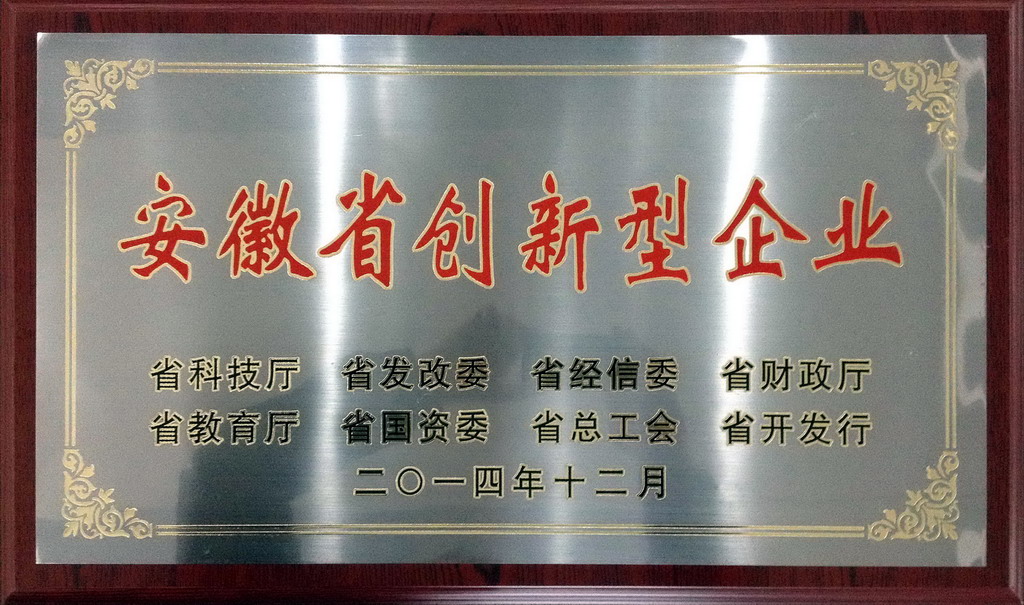 安徽省创新型企业
省科技厅 省发改委 省经信委 省财政厅
省教育厅 省国资委 省总工会 省开发行
二〇一四年十二月